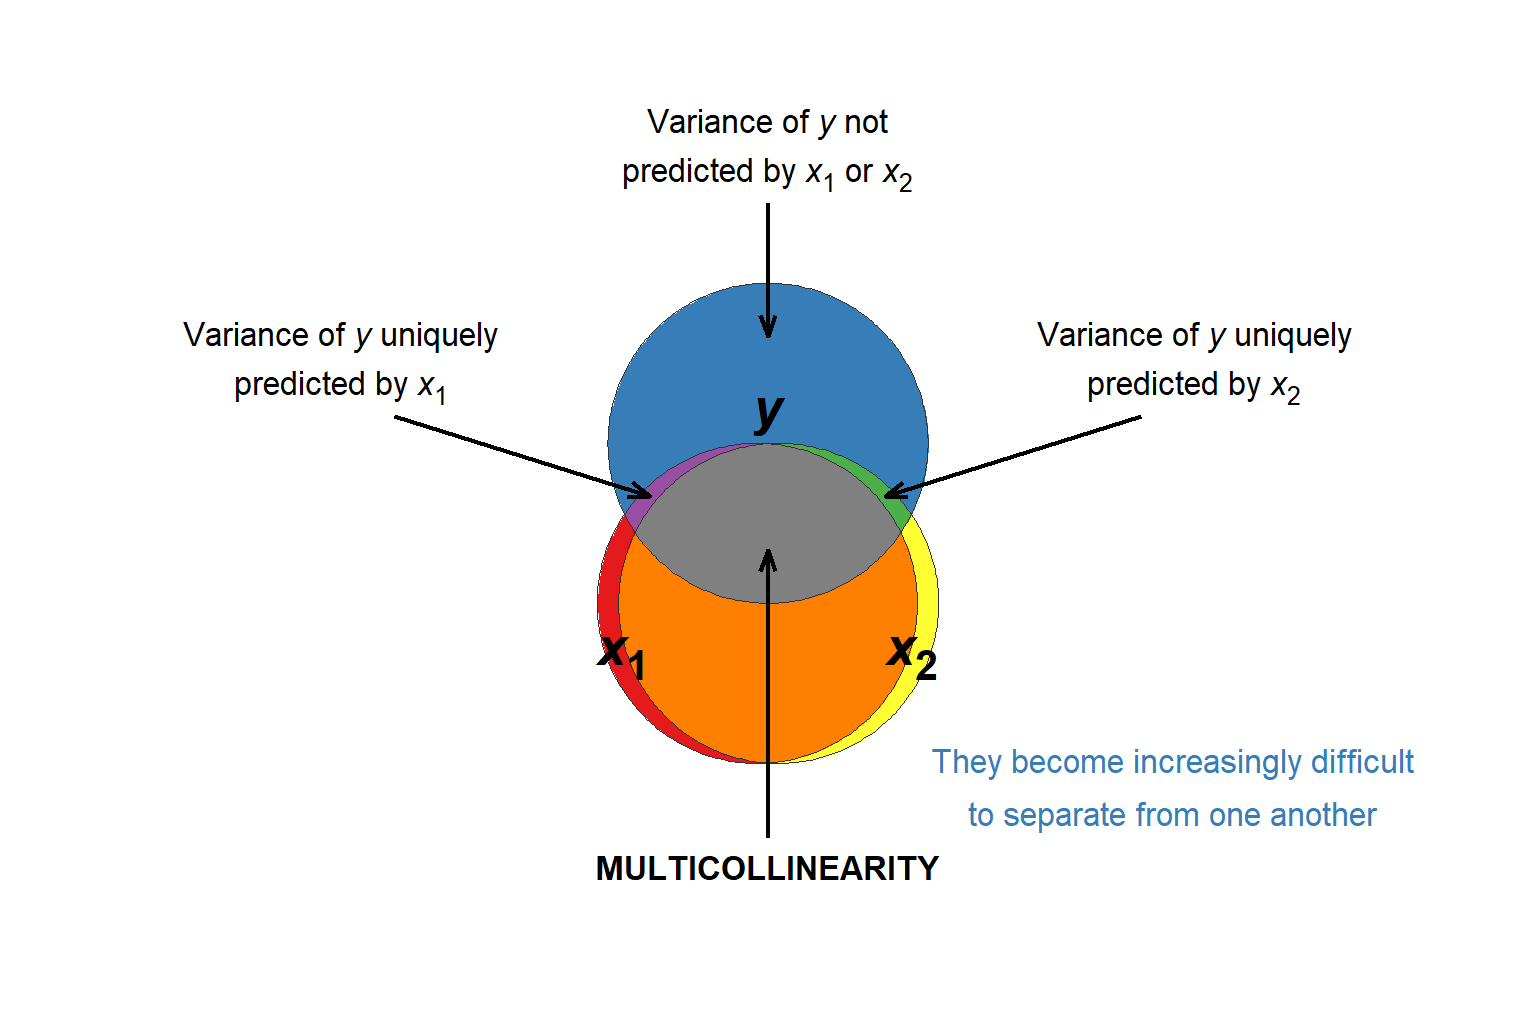 Variance of y not
predicted by x₁ or x₂
Variance of y uniquely
predicted by x₁
Variance of y uniquely
predicted by x₂
y
x₁
x₂
They become increasingly difficult
to separate from one another
MULTICOLLINEARITY